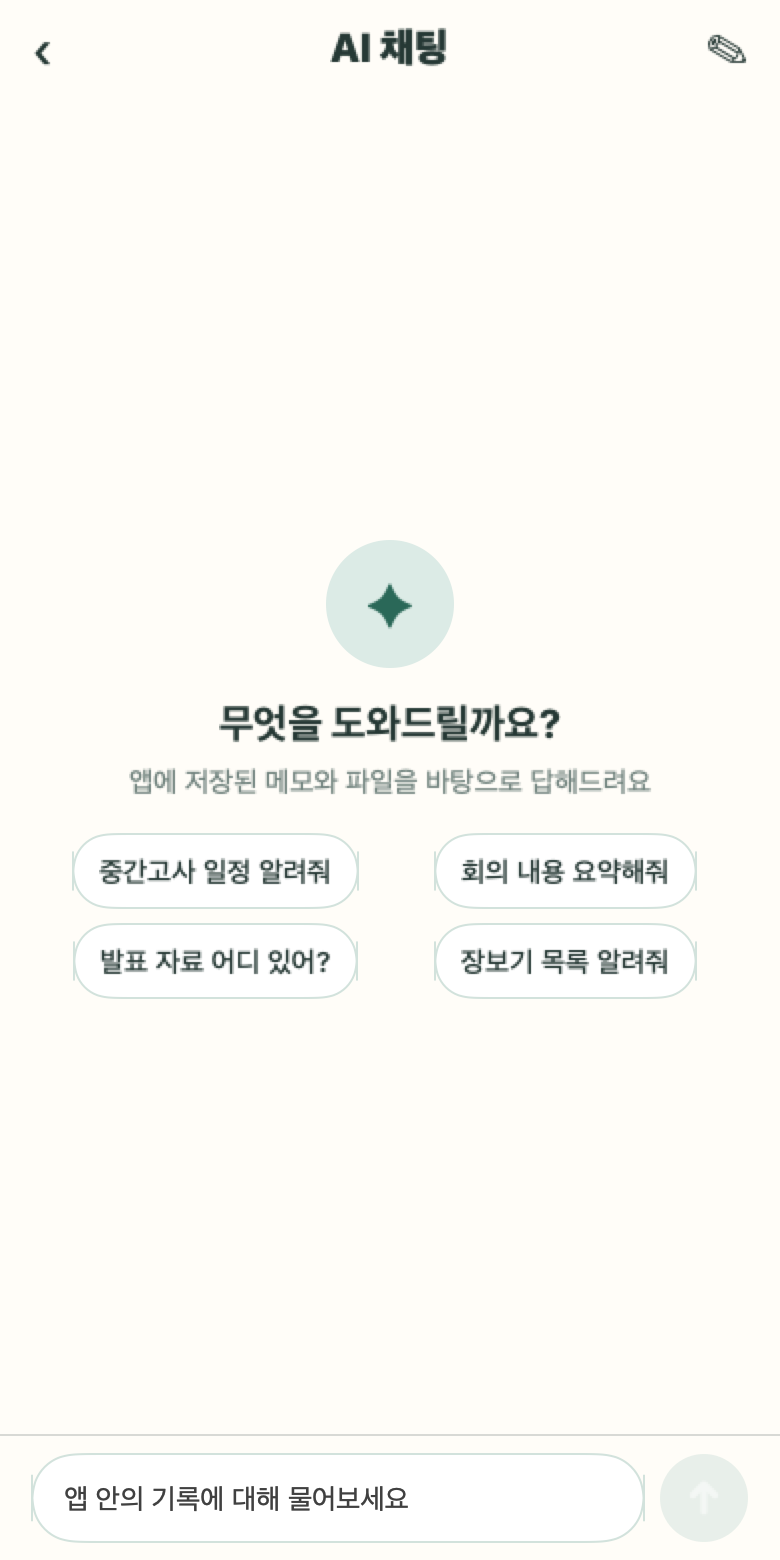 AI 채팅
무엇을 도와드릴까요?
앱에 저장된 메모와 파일을 바탕으로 답해드려요
중간고사 일정 알려줘
회의 내용 요약해줘
발표 자료 어디 있어?
장보기 목록 알려줘
앱 안의 기록에 대해 물어보세요